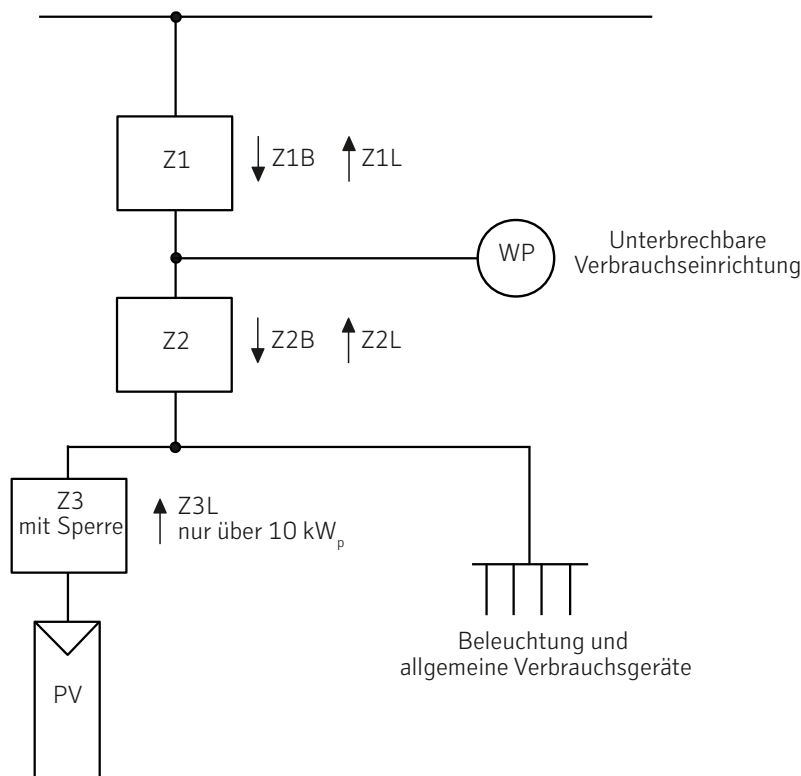 Z1
Z1B
Z1L
WP
Unterbrechbare
Verbrauchseinrichtung
Z2
Z2B
Z2L
Z3
mit Sperre
Z3L
nur über 10 kWp
Beleuchtung und
allgemeine Verbrauchsgeräte
PV